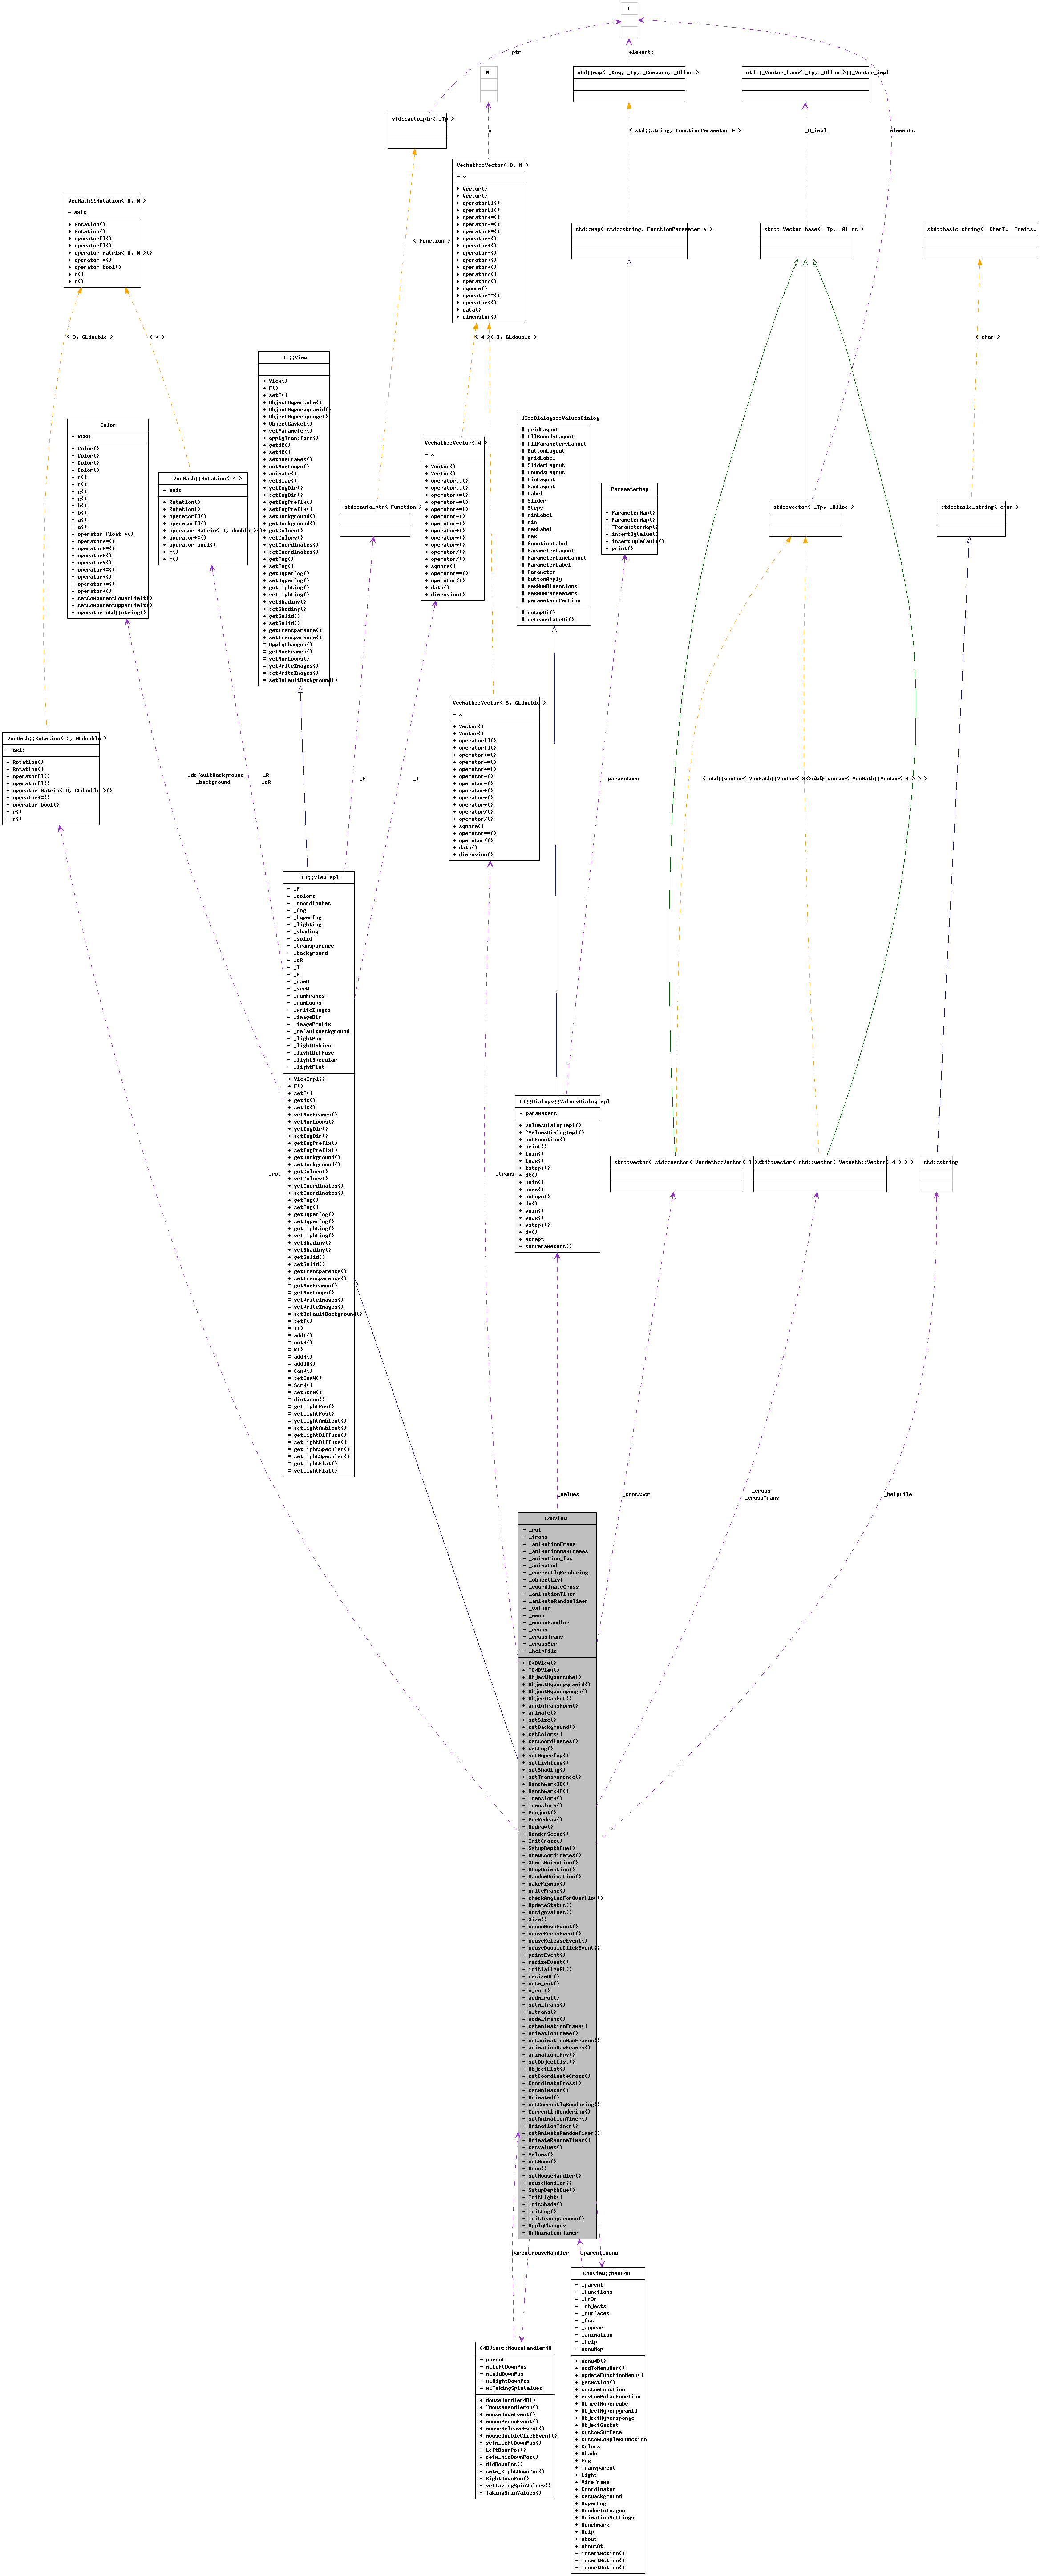 T
ptr
elements
N
std::map< _Key, _Tp, _Compare, _Alloc >
std::_Vector_base< _Tp, _Alloc >::_Vector_impl
std::auto_ptr< _Tp >
x
< std::string, FunctionParameter * >
_M_impl
elements
VecMath::Vector< D, N >
- x
+ Vector()
+ Vector()
+ operator[]()
+ operator[]()
+ operator+=()
+ operator-=()
+ operator*=()
+ operator-()
+ operator+()
+ operator-()
+ operator*()
+ operator*()
+ operator/()
+ operator/()
+ sqnorm()
+ operator==()
+ operator<()
+ data()
+ dimension()
VecMath::Rotation< D, N >
- axis
+ Rotation()
+ Rotation()
+ operator[]()
+ operator[]()
+ operator Matrix< D, N >()
+ operator+=()
+ operator bool()
+ r()
+ r()
< Function >
std::map< std::string, FunctionParameter * >
std::_Vector_base< _Tp, _Alloc >
std::basic_string< _CharT, _Traits,
< 3, GLdouble >
< 4 >
< 4 >
< 3, GLdouble >
< char >
UI::View
+ View()
+ F()
+ setF()
+ ObjectHypercube()
+ ObjectHyperpyramid()
+ ObjectHypersponge()
+ ObjectGasket()
+ setParameter()
+ applyTransform()
+ getdR()
+ setdR()
+ setNumFrames()
+ setNumLoops()
+ animate()
+ setSize()
+ getImgDir()
+ setImgDir()
+ getImgPrefix()
+ setImgPrefix()
+ setBackground()
+ getBackground()
+ getColors()
+ setColors()
+ getCoordinates()
+ setCoordinates()
+ getFog()
+ setFog()
+ getHyperfog()
+ setHyperfog()
+ getLighting()
+ setLighting()
+ getShading()
+ setShading()
+ getSolid()
+ setSolid()
+ getTransparence()
+ setTransparence()
# ApplyChanges()
# getNumFrames()
# getNumLoops()
# getWriteImages()
# setWriteImages()
# setDefaultBackground()
Color
- RGBA
+ Color()
+ Color()
+ Color()
+ Color()
+ r()
+ r()
+ g()
+ g()
+ b()
+ b()
+ a()
+ a()
+ operator float *()
+ operator+=()
+ operator+=()
+ operator+()
+ operator+()
+ operator*=()
+ operator*()
+ operator*=()
+ operator*()
+ setComponentLowerLimit()
+ setComponentUpperLimit()
+ operator std::string()
VecMath::Rotation< 4 >
- axis
+ Rotation()
+ Rotation()
+ operator[]()
+ operator[]()
+ operator Matrix< D, double >()
+ operator+=()
+ operator bool()
+ r()
+ r()
std::auto_ptr< Function >
VecMath::Vector< 4 >
- x
+ Vector()
+ Vector()
+ operator[]()
+ operator[]()
+ operator+=()
+ operator-=()
+ operator*=()
+ operator-()
+ operator-()
+ operator+()
+ operator*()
+ operator*()
+ operator/()
+ operator/()
+ sqnorm()
+ operator==()
+ operator<()
+ data()
+ dimension()
UI::Dialogs::ValuesDialog
# gridLayout
# AllBoundsLayout
# AllParametersLayout
# ButtonLayout
# gridLabel
# SliderLayout
# BoundsLayout
# MinLayout
# MaxLayout
# Label
# Slider
# Steps
# MinLabel
# Min
# MaxLabel
# Max
# functionLabel
# ParameterLayout
# ParameterLineLayout
# ParameterLabel
# Parameter
# buttonApply
# maxNumDimensions
# maxNumParameters
# parametersPerLine
# setupUi()
# retranslateUi()
ParameterMap
+ ParameterMap()
+ ParameterMap()
+ ~ParameterMap()
+ insertByValue()
+ insertByDefault()
+ print()
std::vector< _Tp, _Alloc >
std::basic_string< char >
VecMath::Vector< 3, GLdouble >
- x
+ Vector()
+ Vector()
+ operator[]()
+ operator[]()
+ operator+=()
+ operator-=()
+ operator*=()
+ operator-()
+ operator-()
+ operator+()
+ operator*()
+ operator*()
+ operator/()
+ operator/()
+ sqnorm()
+ operator==()
+ operator<()
+ data()
+ dimension()
VecMath::Rotation< 3, GLdouble >
- axis
+ Rotation()
+ Rotation()
+ operator[]()
+ operator[]()
+ operator Matrix< D, GLdouble >()
+ operator+=()
+ operator bool()
+ r()
+ r()
_defaultBackground
_background
_R
_dR
_F
_T
parameters
< std::vector< VecMath::Vector< 3
std::vector< VecMath::Vector< 4 > > >
UI::ViewImpl
- _F
- _colors
- _coordinates
- _fog
- _hyperfog
- _lighting
- _shading
- _solid
- _transparence
- _background
- _dR
- _T
- _R
- _camW
- _scrW
- _numFrames
- _numLoops
- _writeImages
- _imageDir
- _imagePrefix
- _defaultBackground
- _lightPos
- _lightAmbient
- _lightDiffuse
- _lightSpecular
- _lightFlat
+ ViewImpl()
+ F()
+ setF()
+ getdR()
+ setdR()
+ setNumFrames()
+ setNumLoops()
+ getImgDir()
+ setImgDir()
+ getImgPrefix()
+ setImgPrefix()
+ getBackground()
+ setBackground()
+ getColors()
+ setColors()
+ getCoordinates()
+ setCoordinates()
+ getFog()
+ setFog()
+ getHyperfog()
+ setHyperfog()
+ getLighting()
+ setLighting()
+ getShading()
+ setShading()
+ getSolid()
+ setSolid()
+ getTransparence()
+ setTransparence()
# getNumFrames()
# getNumLoops()
# getWriteImages()
# setWriteImages()
# setDefaultBackground()
# setT()
# T()
# addT()
# setR()
# R()
# addR()
# adddR()
# CamW()
# setCamW()
# ScrW()
# setScrW()
# distance()
# getLightPos()
# setLightPos()
# getLightAmbient()
# setLightAmbient()
# getLightDiffuse()
# setLightDiffuse()
# getLightSpecular()
# setLightSpecular()
# getLightFlat()
# setLightFlat()
UI::Dialogs::ValuesDialogImpl
- parameters
+ ValuesDialogImpl()
+ ~ValuesDialogImpl()
+ setFunction()
+ print()
+ tmin()
+ tmax()
+ tsteps()
+ dt()
+ umin()
+ umax()
+ usteps()
+ du()
+ vmin()
+ vmax()
+ vsteps()
+ dv()
+ accept
- setParameters()
_rot
_trans
std::vector< std::vector< VecMath::Vector< 3
std::vector< std::vector< VecMath::Vector< 4 > > >
std::string
_values
_crossScr
_cross
_crossTrans
_helpFile
C4DView
- _rot
- _trans
- _animationFrame
- _animationMaxFrames
- _animation_fps
- _animated
- _currentlyRendering
- _objectList
- _coordinateCross
- _animationTimer
- _animateRandomTimer
- _values
- _menu
- _mouseHandler
- _cross
- _crossTrans
- _crossScr
- _helpFile
+ C4DView()
+ ~C4DView()
+ ObjectHypercube()
+ ObjectHyperpyramid()
+ ObjectHypersponge()
+ ObjectGasket()
+ applyTransform()
+ animate()
+ setSize()
+ setBackground()
+ setColors()
+ setCoordinates()
+ setFog()
+ setHyperfog()
+ setLighting()
+ setShading()
+ setTransparence()
+ Benchmark3D()
+ Benchmark4D()
- Transform()
- Transform()
- Project()
- PreRedraw()
- Redraw()
- RenderScene()
- InitCross()
- SetupDepthCue()
- DrawCoordinates()
- StartAnimation()
- StopAnimation()
- RandomAnimation()
- makePixmap()
- writeFrame()
- checkAnglesForOverflow()
- UpdateStatus()
- AssignValues()
- Size()
- mouseMoveEvent()
- mousePressEvent()
- mouseReleaseEvent()
- mouseDoubleClickEvent()
- paintEvent()
- resizeEvent()
- initializeGL()
- resizeGL()
- setm_rot()
- m_rot()
- addm_rot()
- setm_trans()
- m_trans()
- addm_trans()
- setanimationFrame()
- animationFrame()
- setanimationMaxFrames()
- animationMaxFrames()
- animation_fps()
- setObjectList()
- ObjectList()
- setCoordinateCross()
- CoordinateCross()
- setAnimated()
- Animated()
- setCurrentlyRendering()
- CurrentlyRendering()
- setAnimationTimer()
- AnimationTimer()
- setAnimateRandomTimer()
- AnimateRandomTimer()
- setValues()
- Values()
- setMenu()
- Menu()
- setMouseHandler()
- MouseHandler()
- SetupDepthCue()
- InitLight()
- InitShade()
- InitFog()
- InitTransparence()
- ApplyChanges
- OnAnimationTimer
parent
_mouseHandler
_parent
_menu
C4DView::MouseHandler4D
- parent
- m_LeftDownPos
- m_MidDownPos
- m_RightDownPos
- m_TakingSpinValues
+ MouseHandler4D()
+ ~MouseHandler4D()
+ mouseMoveEvent()
+ mousePressEvent()
+ mouseReleaseEvent()
+ mouseDoubleClickEvent()
- setm_LeftDownPos()
- LeftDownPos()
- setm_MidDownPos()
- MidDownPos()
- setm_RightDownPos()
- RightDownPos()
- setTakingSpinValues()
- TakingSpinValues()
C4DView::Menu4D
- _parent
- _functions
- _fr3r
- _objects
- _surfaces
- _fcc
- _appear
- _animation
- _help
- menuMap
+ Menu4D()
+ addToMenuBar()
+ updateFunctionMenu()
+ getAction()
+ customFunction
+ customPolarFunction
+ ObjectHypercube
+ ObjectHyperpyramid
+ ObjectHypersponge
+ ObjectGasket
+ customSurface
+ customComplexFunction
+ Colors
+ Shade
+ Fog
+ Transparent
+ Light
+ Wireframe
+ Coordinates
+ setBackground
+ HyperFog
+ RenderToImages
+ AnimationSettings
+ Benchmark
+ Help
+ about
+ aboutQt
- insertAction()
- insertAction()
- insertAction()